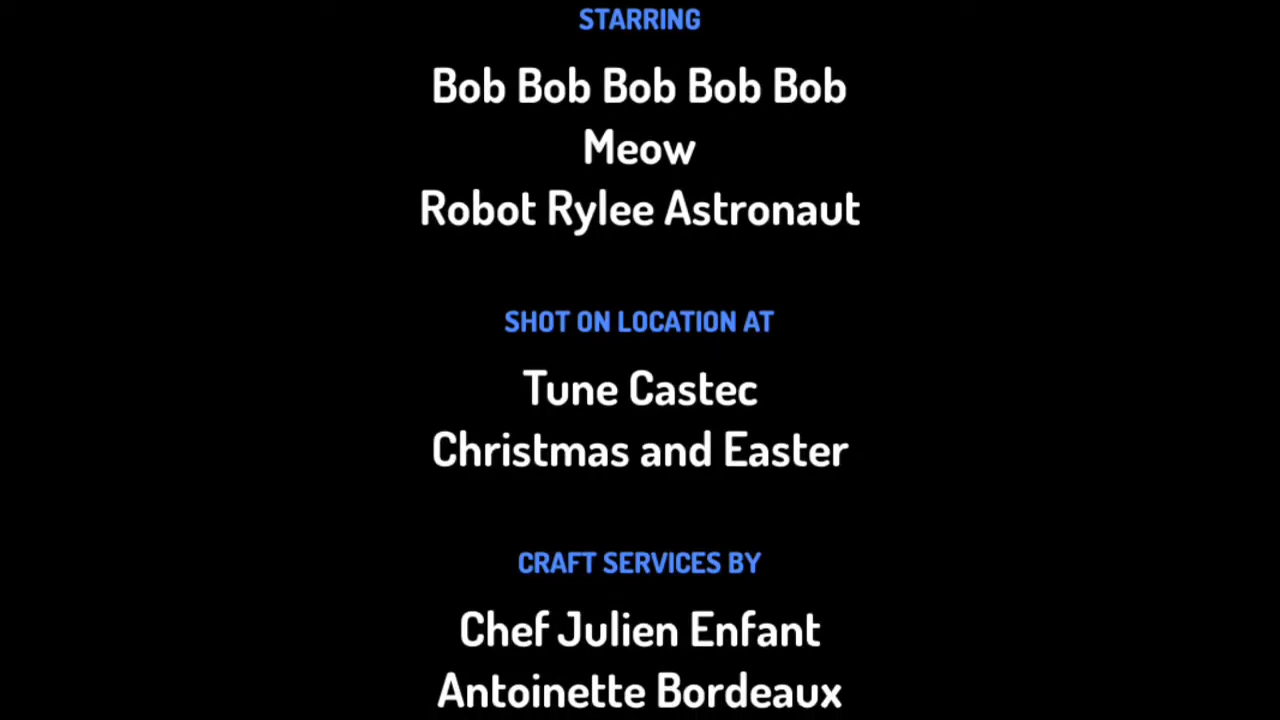 STARRING
Bob Bob Bob Bob Bob
Meow
Robot Rylee Astronaut
SHOT ON LOCATION AT
Tune Castec
Christmas and Easter
CRAFT SERVICES BY
Chef Julien Enfant
Antoinette Bordeaux